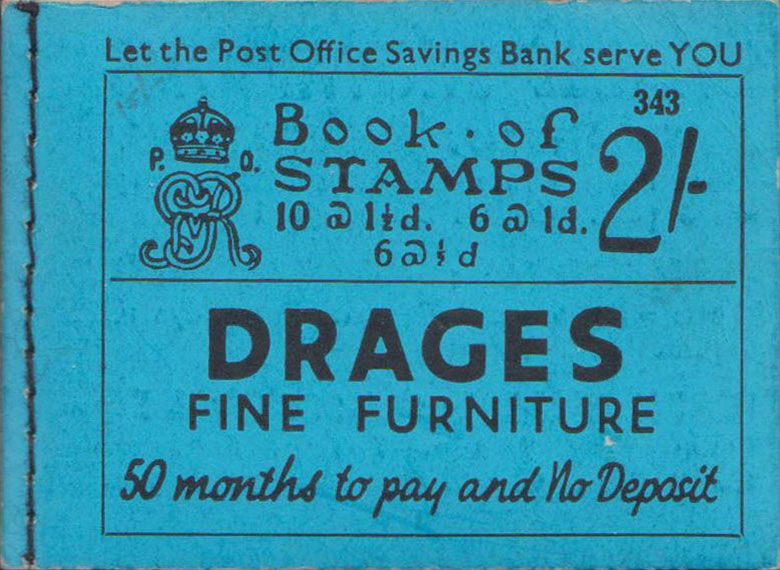 Let the Post Office Savings Bank serve YOU
343
Book · of
STAMPS
2/-
P. O.
10 @ 1½d. 6 @ 1d.
6 @ ½d
DRAGES
FINE FURNITURE
50 months to pay and No Deposit